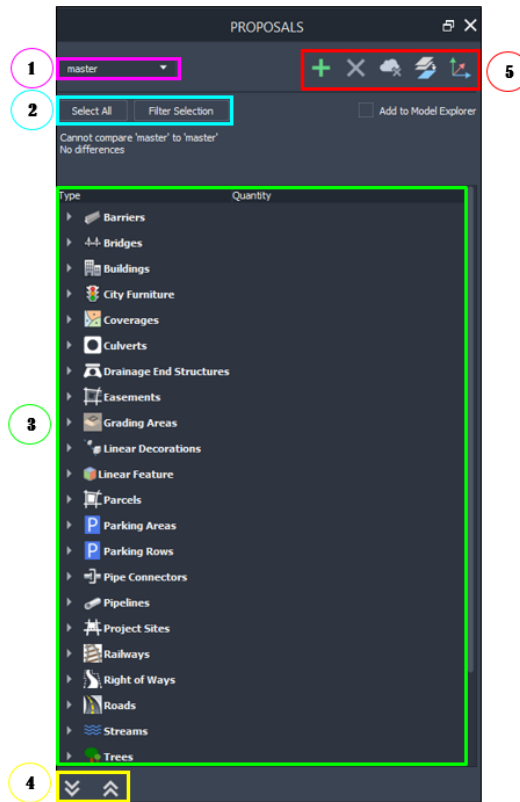 PROPOSALS
1
master
5
2
Select All
Filter Selection
Add to Model Explorer
Cannot compare 'master' to 'master'
No differences
Type
Quantity
Barriers
Bridges
Buildings
City Furniture
Coverages
Culverts
Drainage End Structures
Easements
3
Grading Areas
Linear Decorations
Linear Feature
Parcels
P
Parking Areas
P
Parking Rows
Pipe Connectors
Pipelines
Project Sites
Railways
Right of Ways
Roads
Streams
Trees
4